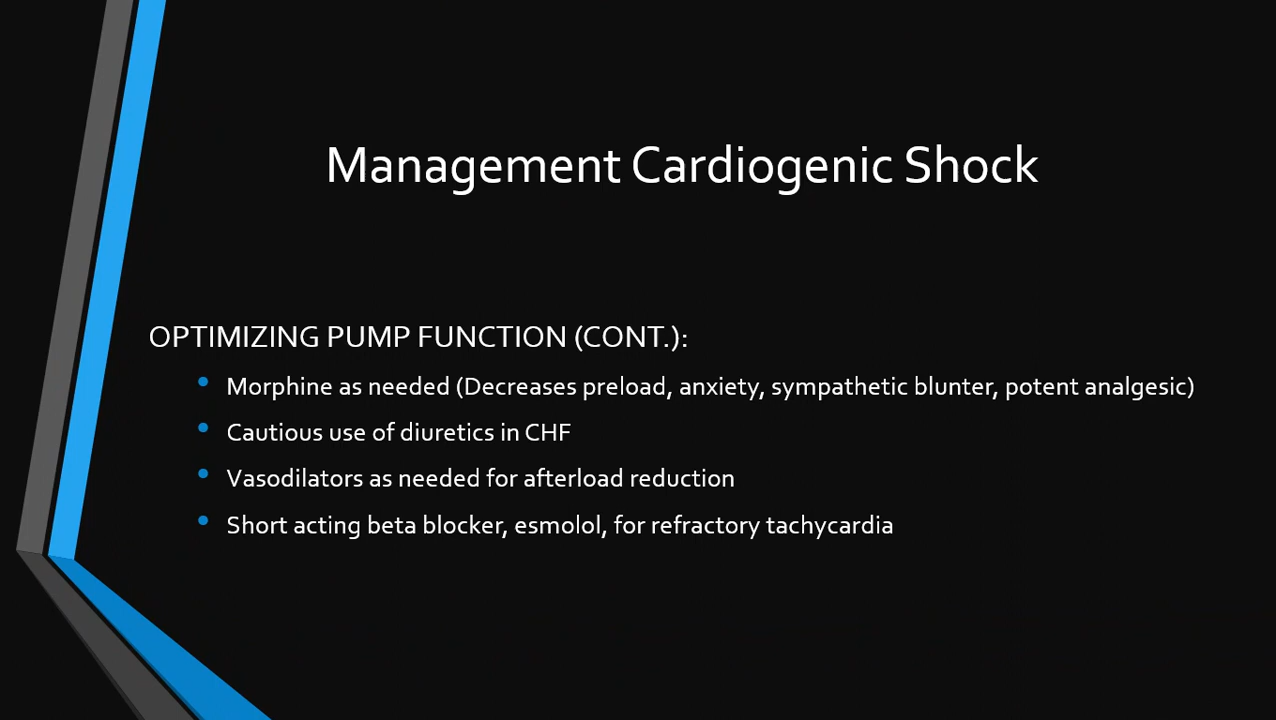 Management Cardiogenic Shock
OPTIMIZING PUMP FUNCTION (CONT.):
• Morphine as needed (Decreases preload, anxiety, sympathetic blunter, potent analgesic)
• Cautious use of diuretics in CHF
• Vasodilators as needed for afterload reduction
• Short acting beta blocker, esmolol, for refractory tachycardia